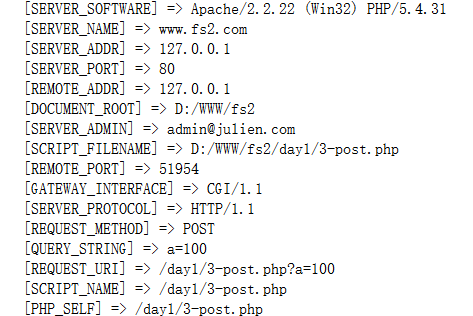 [SERVER_SOFTWARE] => Apache/2.2.22 (Win32) PHP/5.4.31
[SERVER_NAME] => www.fs2.com
[SERVER_ADDR] => 127.0.0.1
[SERVER_PORT] => 80
[REMOTE_ADDR] => 127.0.0.1
[DOCUMENT_ROOT] => D:/WWW/fs2
[SERVER_ADMIN] => admin@julien.com
[SCRIPT_FILENAME] => D:/WWW/fs2/day1/3-post.php
[REMOTE_PORT] => 51954
[GATEWAY_INTERFACE] => CGI/1.1
[SERVER_PROTOCOL] => HTTP/1.1
[REQUEST_METHOD] => POST
[QUERY_STRING] => a=100
[REQUEST_URI] => /day1/3-post.php?a=100
[SCRIPT_NAME] => /day1/3-post.php
[PHP_SELF] => /day1/3-post.php